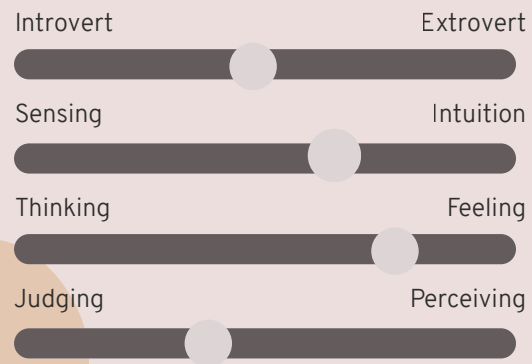 Introvert Extrovert
Sensing Intuition
Thinking Feeling
Judging Perceiving